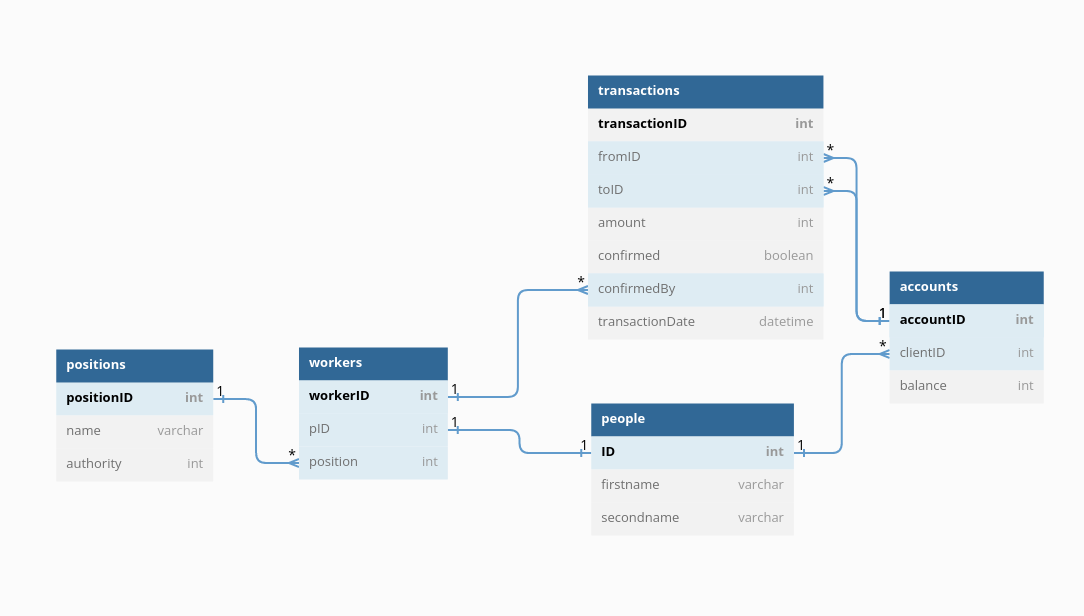 transactions
transactionID int
fromID int *
toID int *
amount int
confirmed boolean
* confirmedBy int
transactionDate datetime
accounts
1 accountID int
* clientID int
balance int
positions
positionID int 1
name varchar
authority int
workers
workerID int 1
pID int 1
* position int
people
1 ID int 1
firstname varchar
secondname varchar